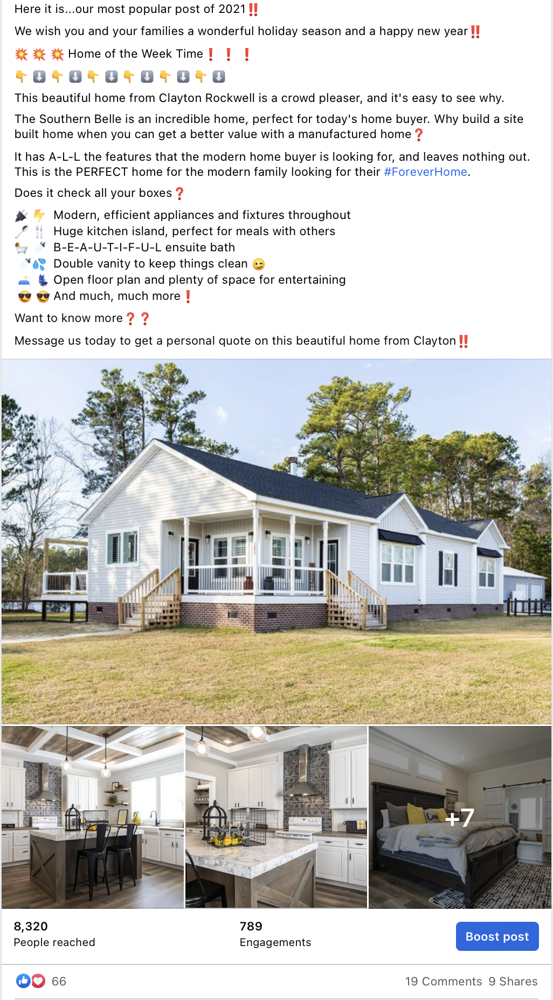 Here it is...our most popular post of 2021‼️
We wish you and your families a wonderful holiday season and a happy new year‼️
💥 💥 💥 Home of the Week Time❗ ❗ ❗
👇 ⬇️ 👇 ⬇️ 👇 ⬇️ 👇 ⬇️ 👇 ⬇️ 👇 ⬇️
This beautiful home from Clayton Rockwell is a crowd pleaser, and it's easy to see why.
The Southern Belle is an incredible home, perfect for today's home buyer. Why build a site
built home when you can get a better value with a manufactured home❓
It has A-L-L the features that the modern home buyer is looking for, and leaves nothing out.
This is the PERFECT home for the modern family looking for their #ForeverHome.
Does it check all your boxes❓
🔌 ⚡ Modern, efficient appliances and fixtures throughout
🥄 🍴 Huge kitchen island, perfect for meals with others
🛀 🚿 B-E-A-U-T-I-F-U-L ensuite bath
🚿💦 Double vanity to keep things clean 😉
🛋️ 💺 Open floor plan and plenty of space for entertaining
😎 😎 And much, much more❗
Want to know more❓ ❓
Message us today to get a personal quote on this beautiful home from Clayton‼️
+7
8,320
People reached
789
Engagements
Boost post
66
19 Comments 9 Shares